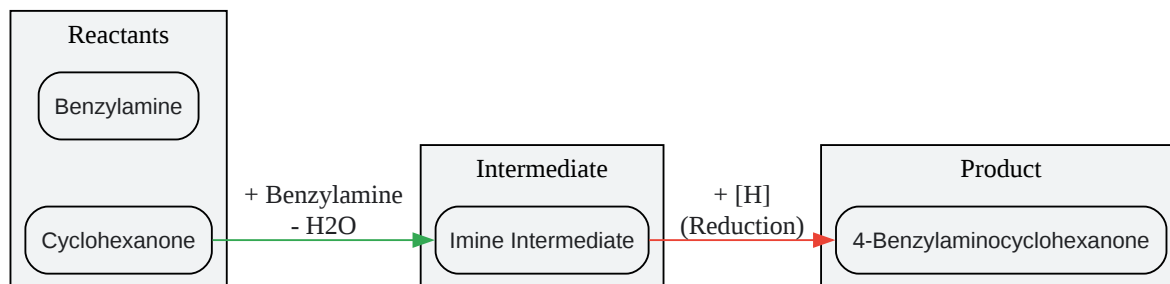 Reactants
Benzylamine
Cyclohexanone
+ Benzylamine
- H2O
Intermediate
Imine Intermediate
+ [H]
(Reduction)
Product
4-Benzylaminocyclohexanone